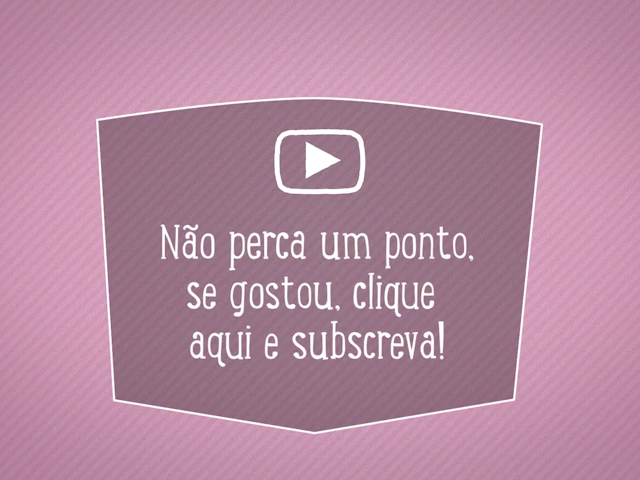 Não perca um ponto,
se gostou, clique
aqui e subscreva!